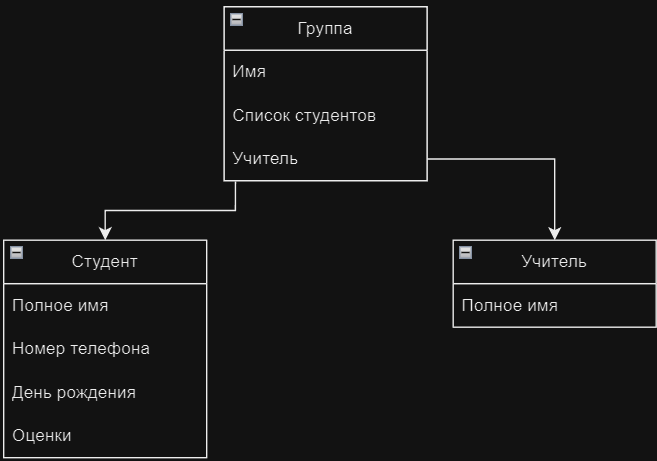 Группа
Имя
Список студентов
Учитель
Студент
Полное имя
Номер телефона
День рождения
Оценки
Учитель
Полное имя